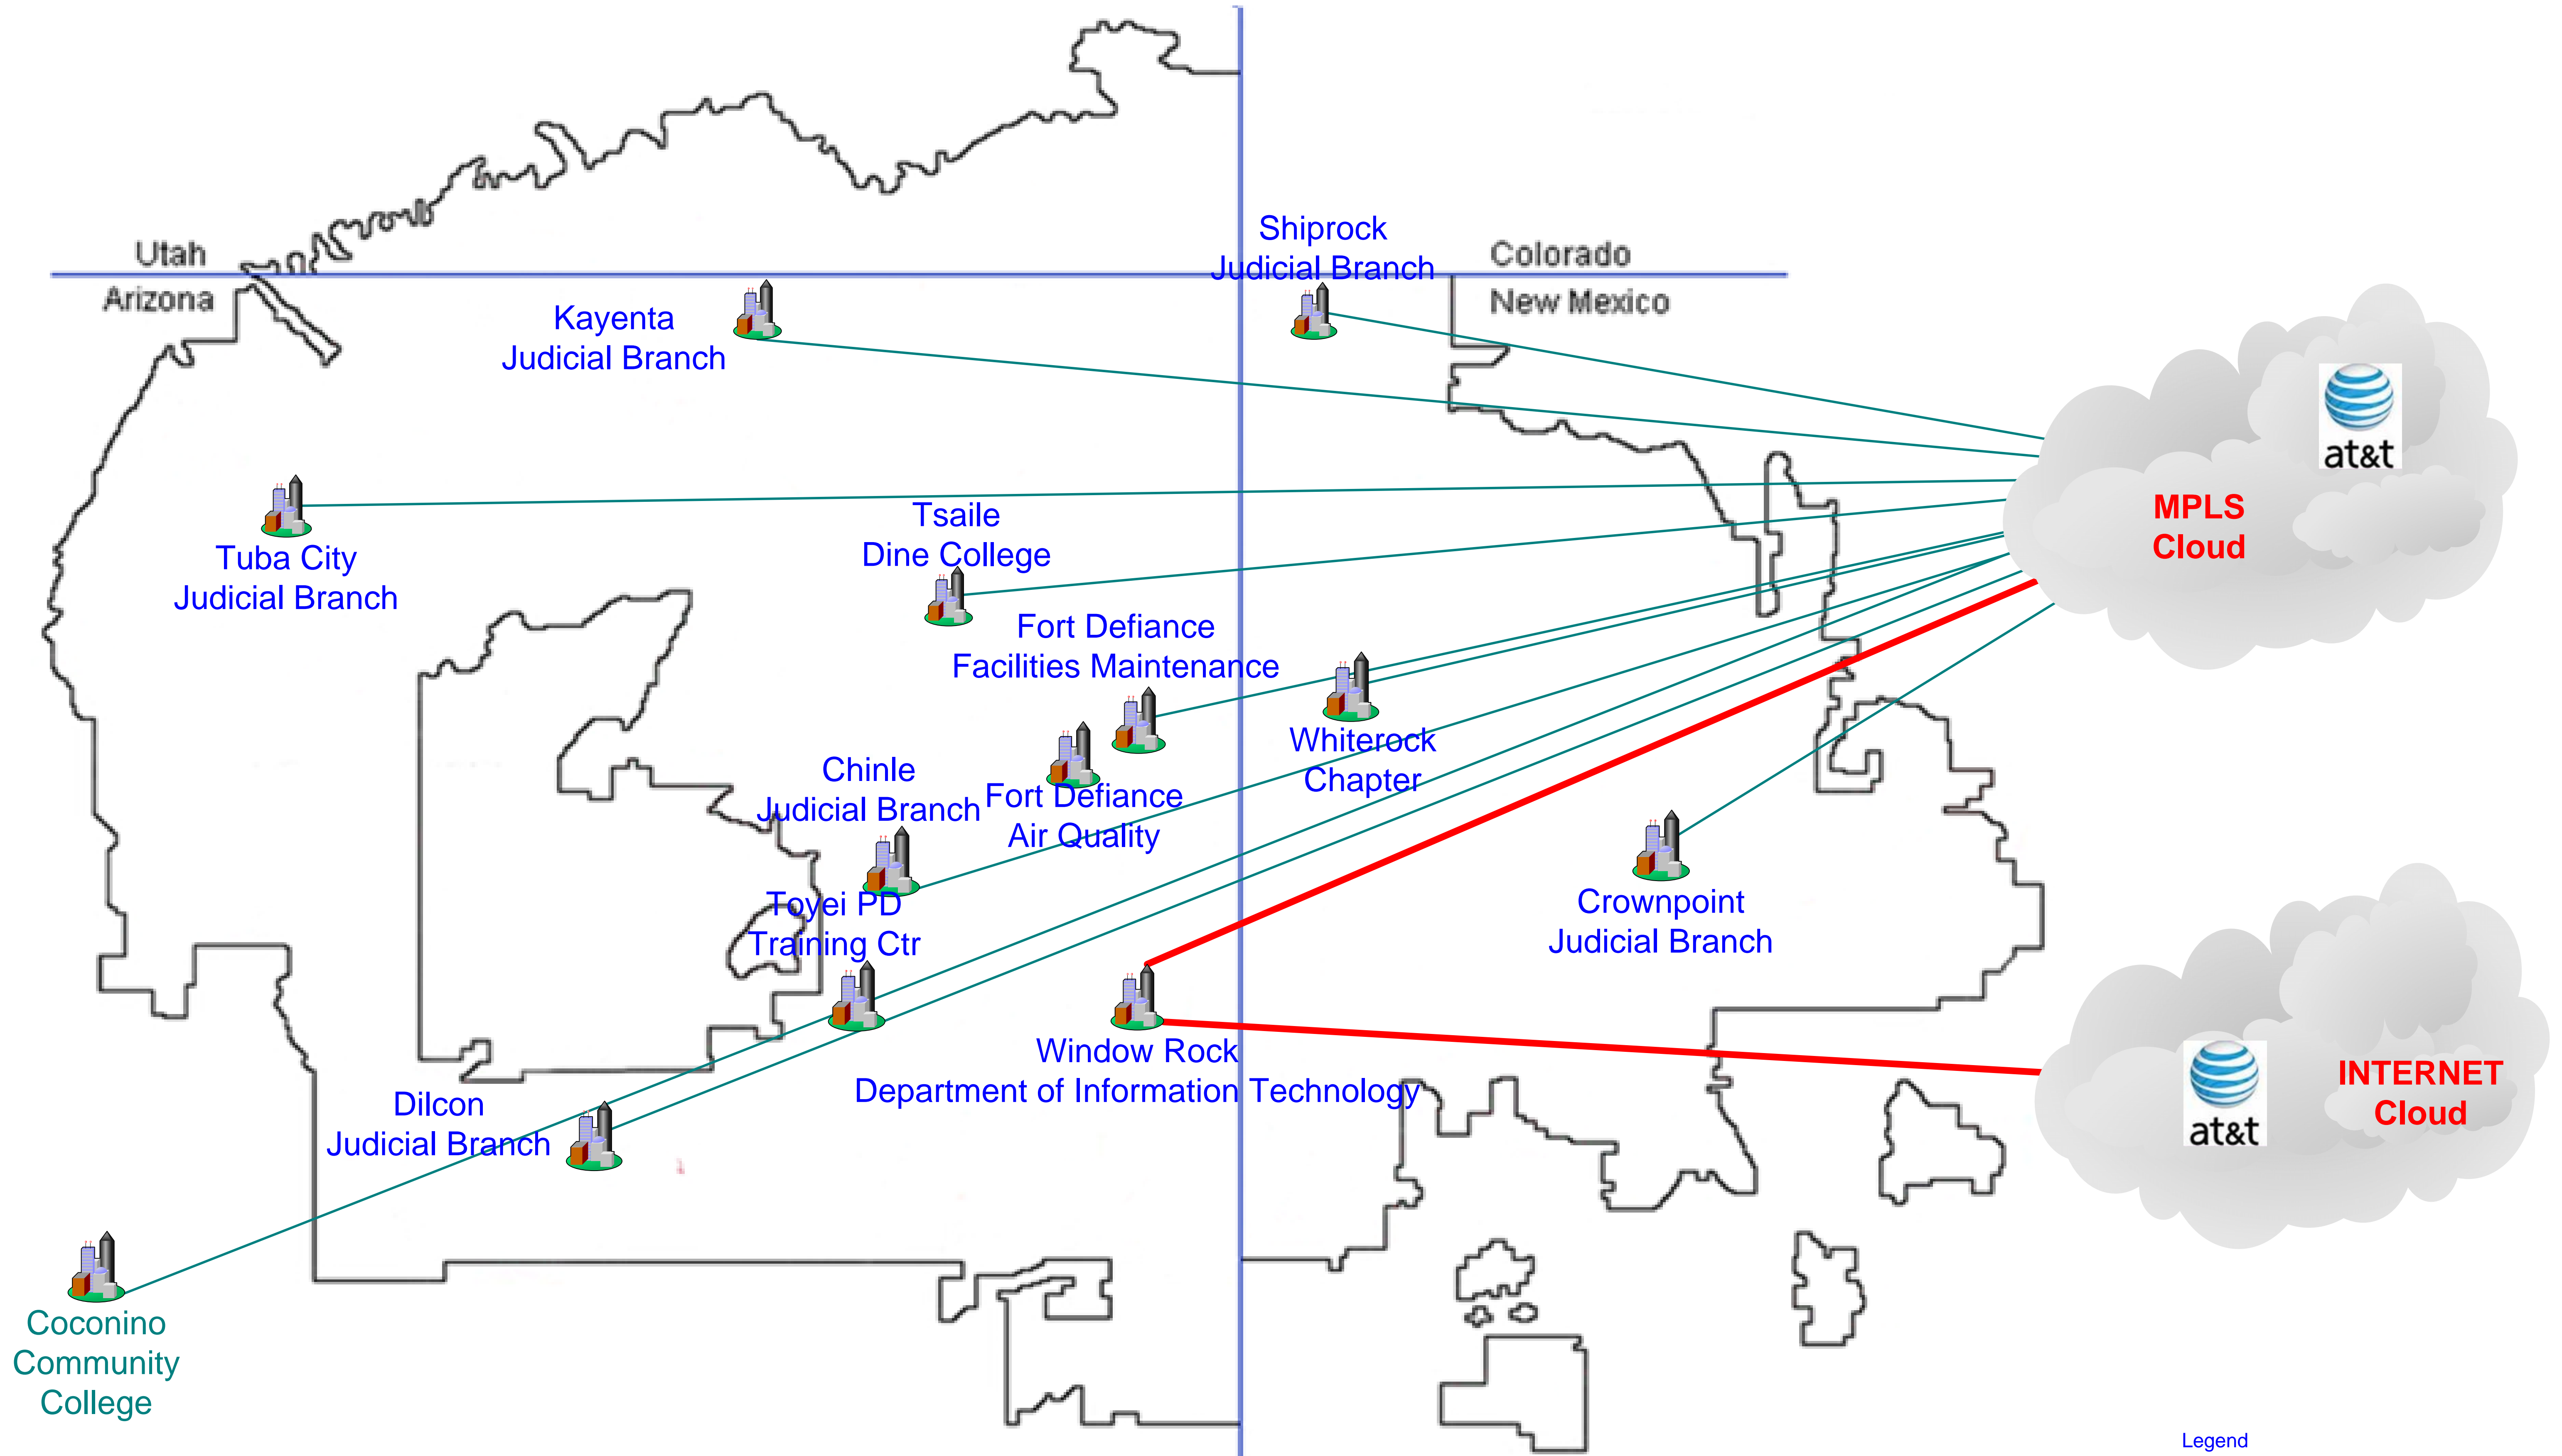 Shiprock
Judicial Branch
Utah
Colorado
Arizona
New Mexico
Kayenta
Judicial Branch
at&t
MPLS
Cloud
Tuba City
Judicial Branch
Tsaile
Dine College
Fort Defiance
Facilities Maintenance
Whiterock
Chapter
Chinle
Judicial Branch
Fort Defiance
Air Quality
Toyei PD
Training Ctr
Crownpoint
Judicial Branch
Window Rock
Department of Information Technology
INTERNET
Cloud
at&t
Dilcon
Judicial Branch
Coconino
Community
College
Legend